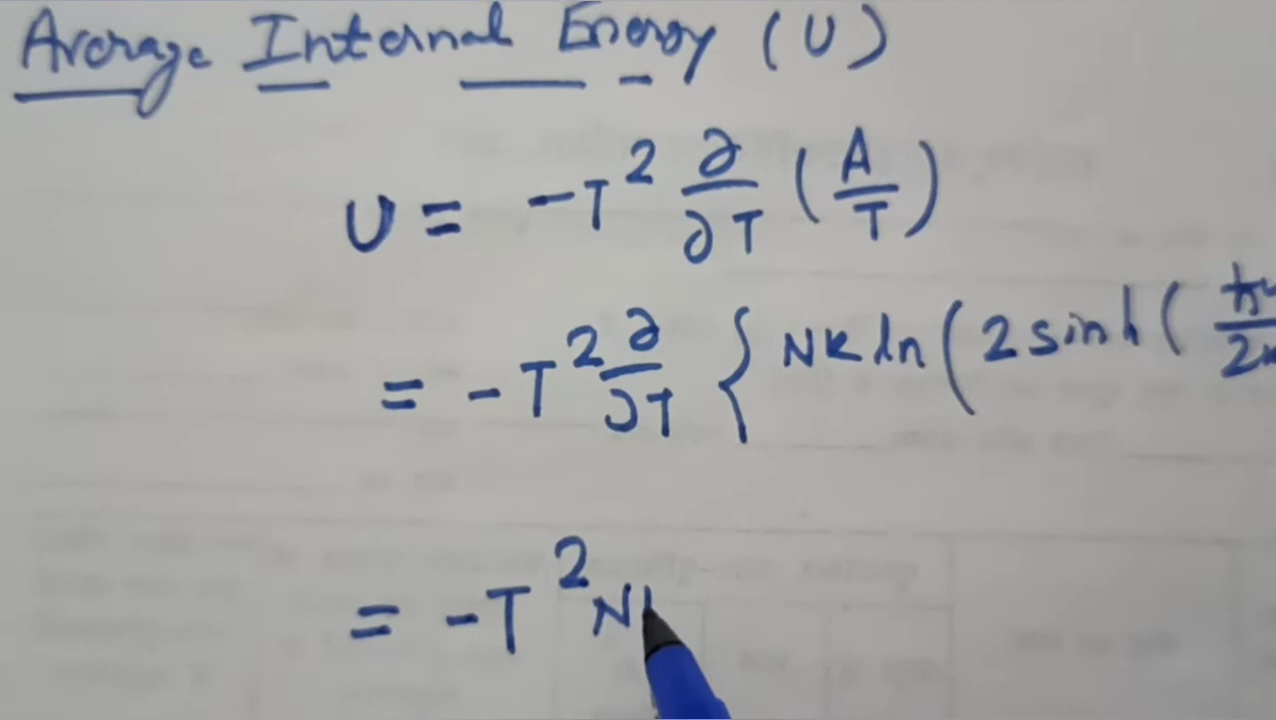 Average Internal Energy (U)
U = -T² ∂/∂T (A/T)
= -T² ∂/∂T { NK ln (2 sinh (ħ
= -T² N